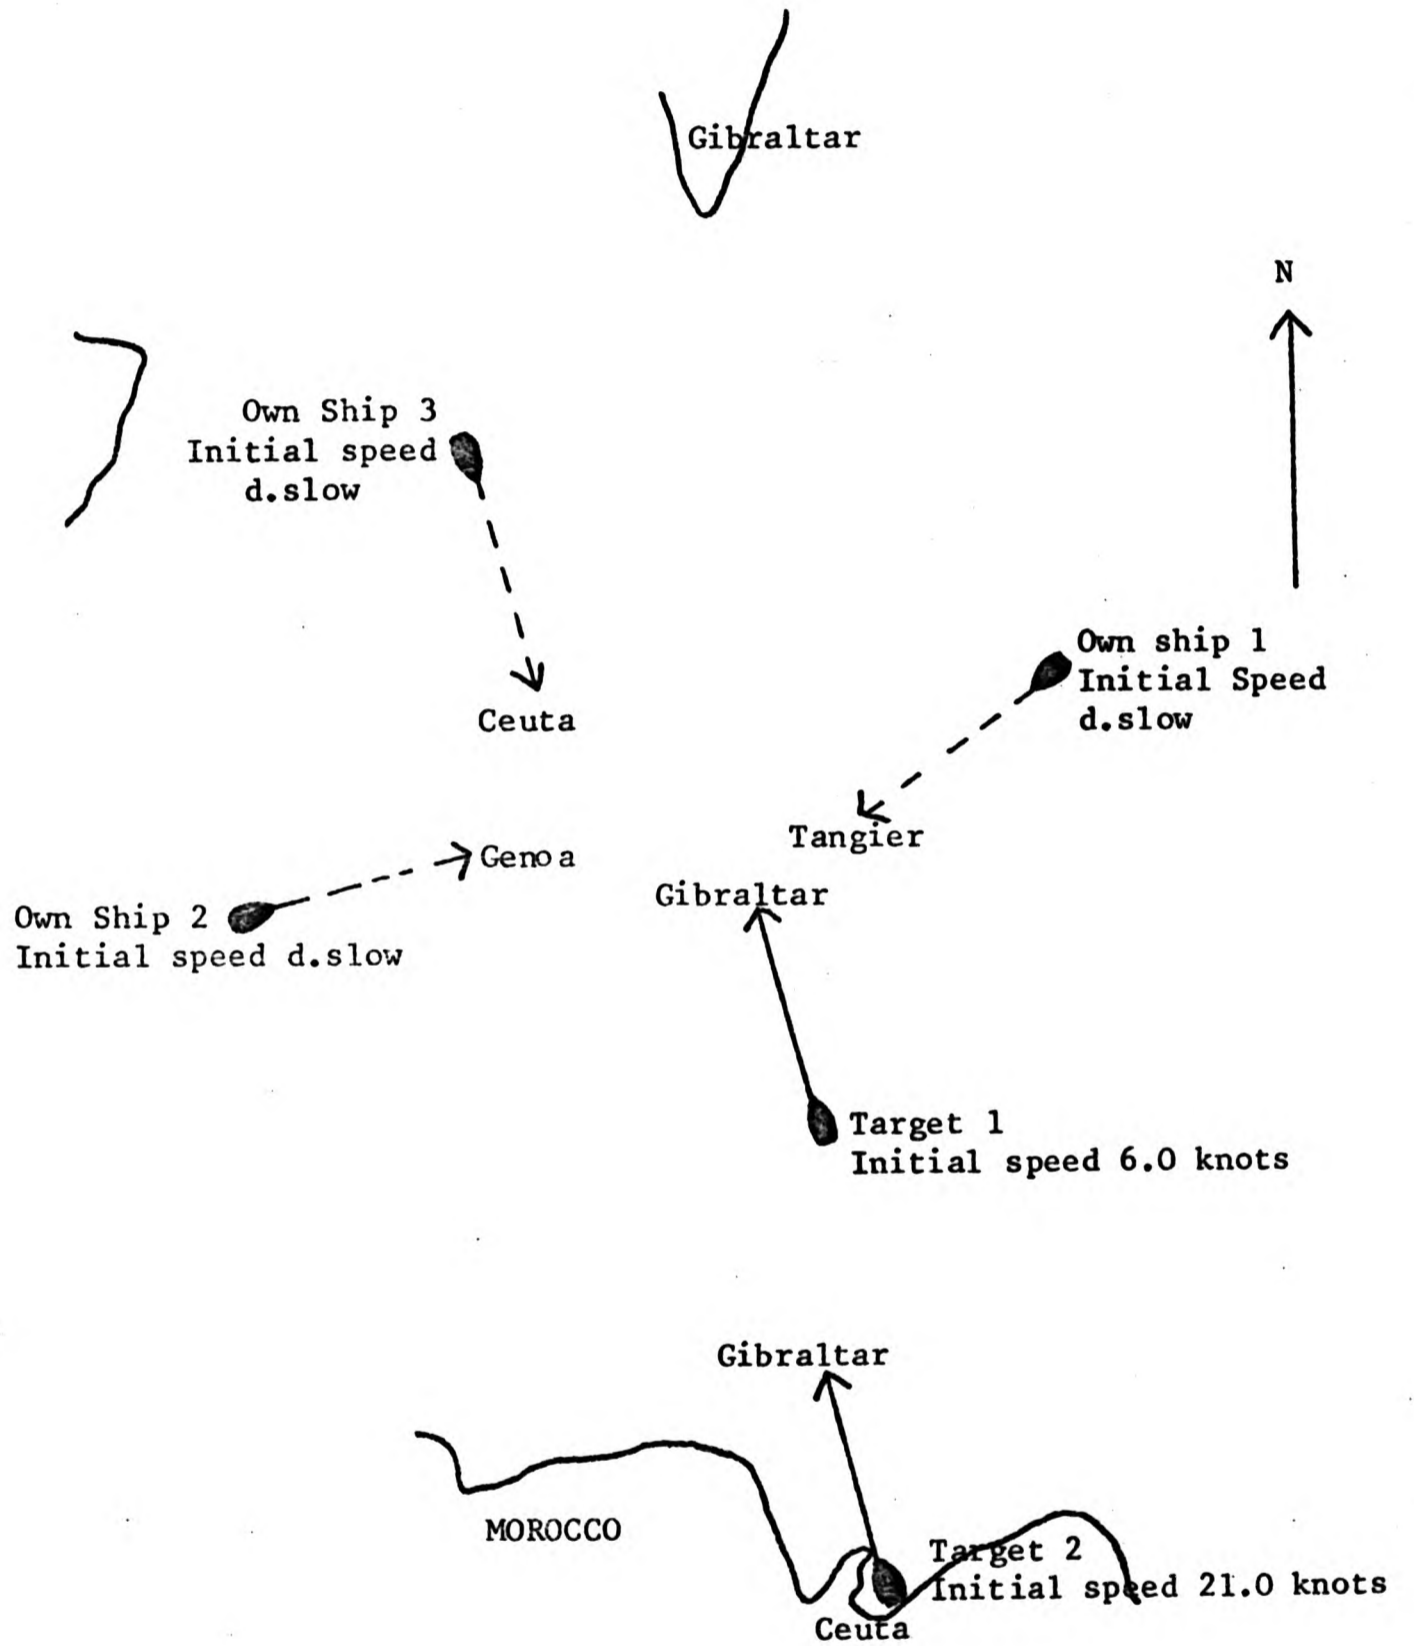 Gibraltar
N
Own Ship 3
Initial speed
d.slow
Own ship 1
Initial Speed
d.slow
Ceuta
Tangier
Genoa
Gibraltar
Own Ship 2
Initial speed d.slow
Target 1
Initial speed 6.0 knots
Gibraltar
MOROCCO
Target 2
Initial speed 21.0 knots
Ceuta